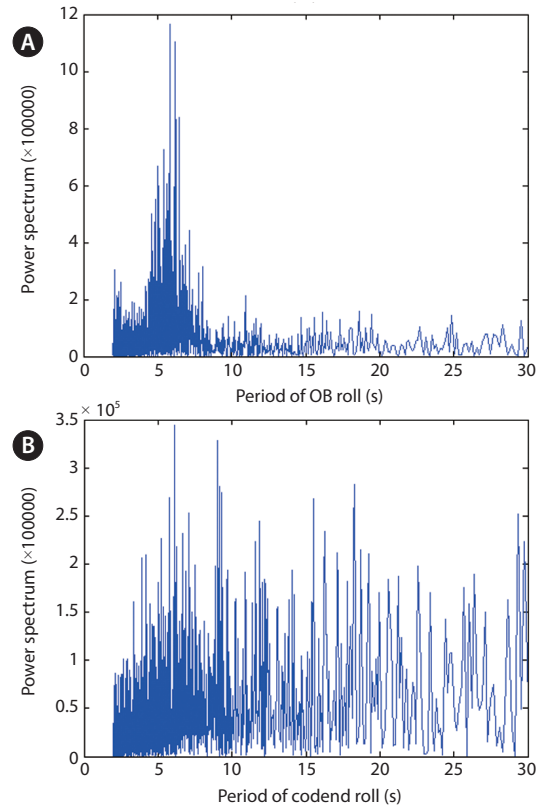 A
Power spectrum (×100000)
12
10
8
6
4
2
0
0 5 10 15 20 25 30
Period of OB roll (s)
B
Power spectrum (×100000)
3.5 × 10⁵
3
2.5
2
1.5
1
0.5
0
0 5 10 15 20 25 30
Period of codend roll (s)